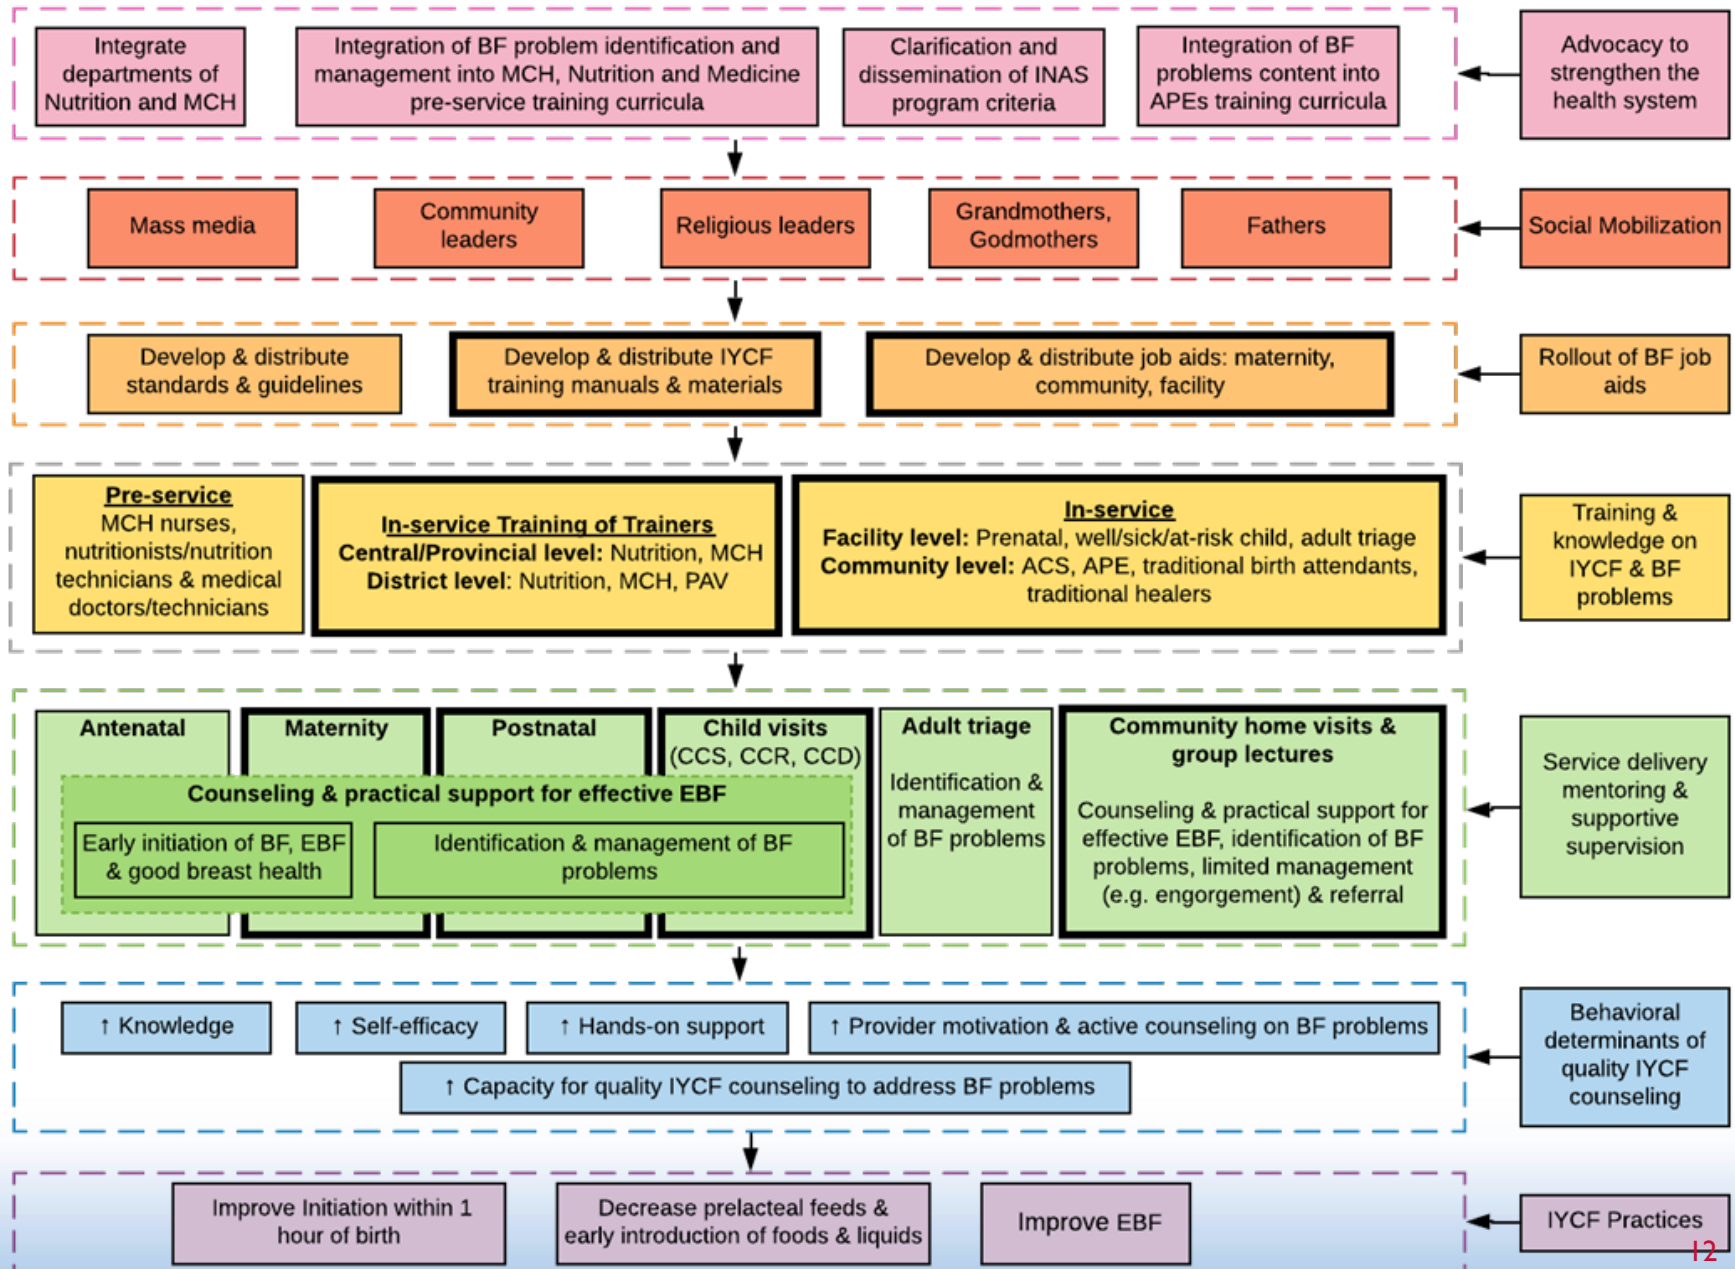 Integrate
departments of
Nutrition and MCH
Integration of BF problem identification and
management into MCH, Nutrition and Medicine
pre-service training curricula
Clarification and
dissemination of INAS
program criteria
Integration of BF
problems content into
APEs training curricula
Advocacy to
strengthen the
health system
Mass media
Community
leaders
Religious leaders
Grandmothers,
Godmothers
Fathers
Social Mobilization
Develop & distribute
standards & guidelines
Develop & distribute IYCF
training manuals & materials
Develop & distribute job aids: maternity,
community, facility
Rollout of BF job
aids
Pre-service
MCH nurses,
nutritionists/nutrition
technicians & medical
doctors/technicians
In-service Training of Trainers
Central/Provincial level: Nutrition, MCH
District level: Nutrition, MCH, PAV
In-service
Facility level: Prenatal, well/sick/at-risk child, adult triage
Community level: ACS, APE, traditional birth attendants,
traditional healers
Training &
knowledge on
IYCF & BF
problems
Antenatal
Maternity
Postnatal
Child visits
(CCS, CCR, CCD)
Counseling & practical support for effective EBF
Early initiation of BF, EBF
& good breast health
Identification & management of BF
problems
Adult triage
Identification &
management
of BF problems
Community home visits &
group lectures
Counseling & practical support for
effective EBF, identification of BF
problems, limited management
(e.g. engorgement) & referral
Service delivery
mentoring &
supportive
supervision
↑ Knowledge
↑ Self-efficacy
↑ Hands-on support
↑ Provider motivation & active counseling on BF problems
↑ Capacity for quality IYCF counseling to address BF problems
Behavioral
determinants of
quality IYCF
counseling
Improve Initiation within 1
hour of birth
Decrease prelacteal feeds &
early introduction of foods & liquids
Improve EBF
IYCF Practices
12